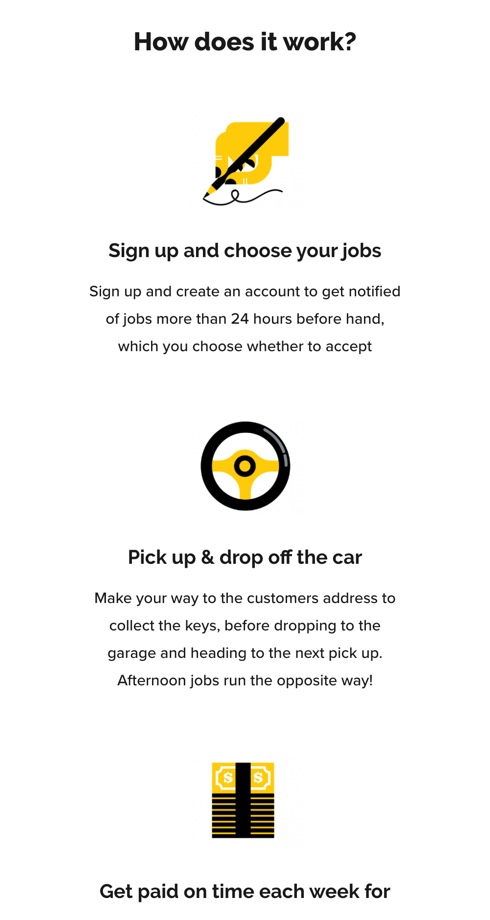 How does it work?
Sign up and choose your jobs
Sign up and create an account to get notified
of jobs more than 24 hours before hand,
which you choose whether to accept
Pick up & drop off the car
Make your way to the customers address to
collect the keys, before dropping to the
garage and heading to the next pick up.
Afternoon jobs run the opposite way!
$ $
Get paid on time each week for